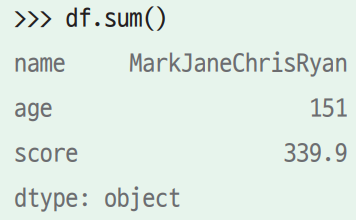 >>> df.sum()
name MarkJaneChrisRyan
age 151
score 339.9
dtype: object